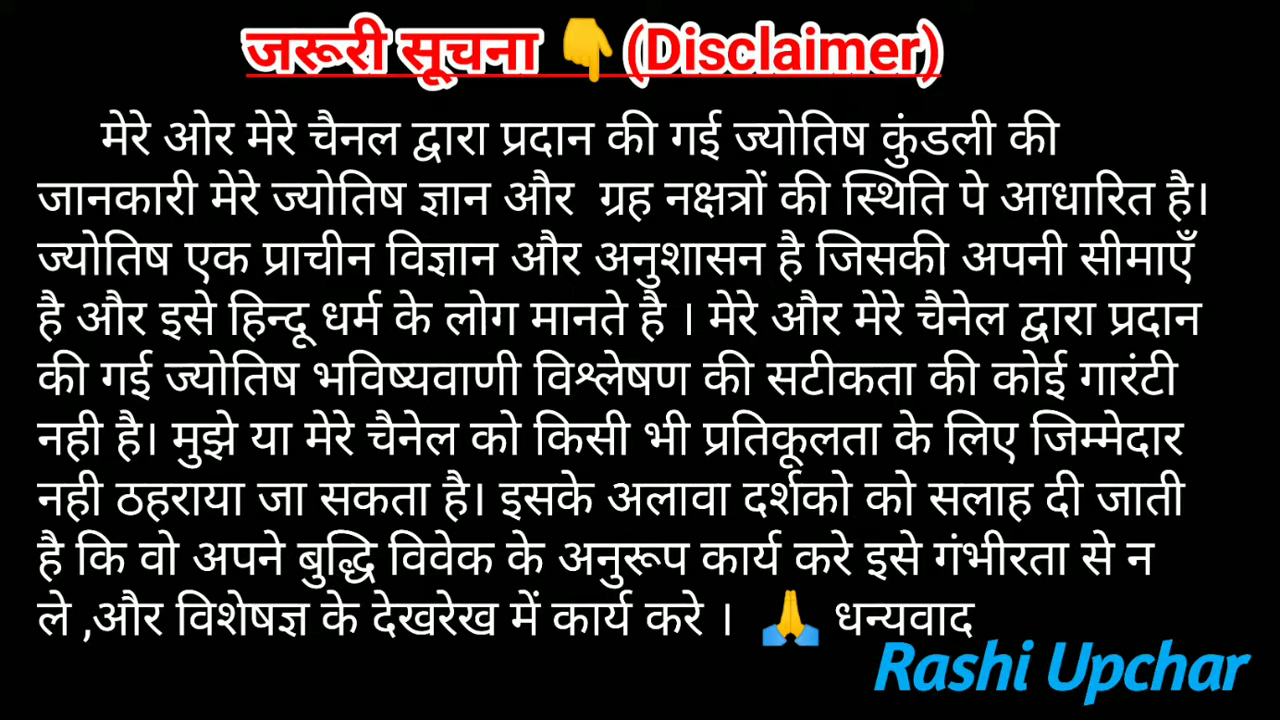 जरूरी सूचना 👇 (Disclaimer)
मेरे ओर मेरे चैनल द्वारा प्रदान की गई ज्योतिष कुंडली की
जानकारी मेरे ज्योतिष ज्ञान और ग्रह नक्षत्रों की स्थिति पे आधारित है।
ज्योतिष एक प्राचीन विज्ञान और अनुशासन है जिसकी अपनी सीमाएँ
है और इसे हिन्दू धर्म के लोग मानते है । मेरे और मेरे चैनेल द्वारा प्रदान
की गई ज्योतिष भविष्यवाणी विश्लेषण की सटीकता की कोई गारंटी
नही है। मुझे या मेरे चैनेल को किसी भी प्रतिकूलता के लिए जिम्मेदार
नही ठहराया जा सकता है। इसके अलावा दर्शको को सलाह दी जाती
है कि वो अपने बुद्धि विवेक के अनुरूप कार्य करे इसे गंभीरता से न
ले ,और विशेषज्ञ के देखरेख में कार्य करे । 🙏 धन्यवाद
Rashi Upchar